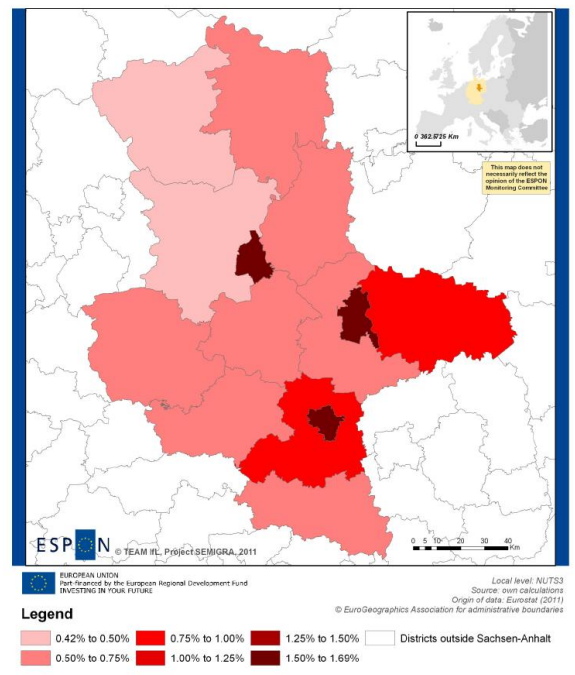 0 362.5725 Km
This map does not
necessarily reflect the
opinion of the ESPON
Monitoring Committee
ESPON
© TEAM IfL, Project SEMIGRA, 2011
0 5 10 20 30 40
Km
EUROPEAN UNION
Part-financed by the European Regional Development Fund
INVESTING IN YOUR FUTURE
Local level: NUTS3
Source: own calculations
Origin of data: Eurostat (2011)
© EuroGeographics Association for administrative boundaries
Legend
0.42% to 0.50%
0.75% to 1.00%
1.25% to 1.50%
Districts outside Sachsen-Anhalt
0.50% to 0.75%
1.00% to 1.25%
1.50% to 1.69%